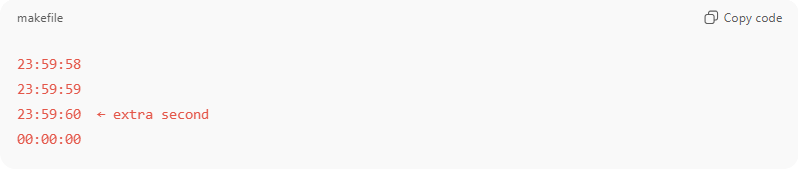 makefile
Copy code
23:59:58
23:59:59
23:59:60  ← extra second
00:00:00